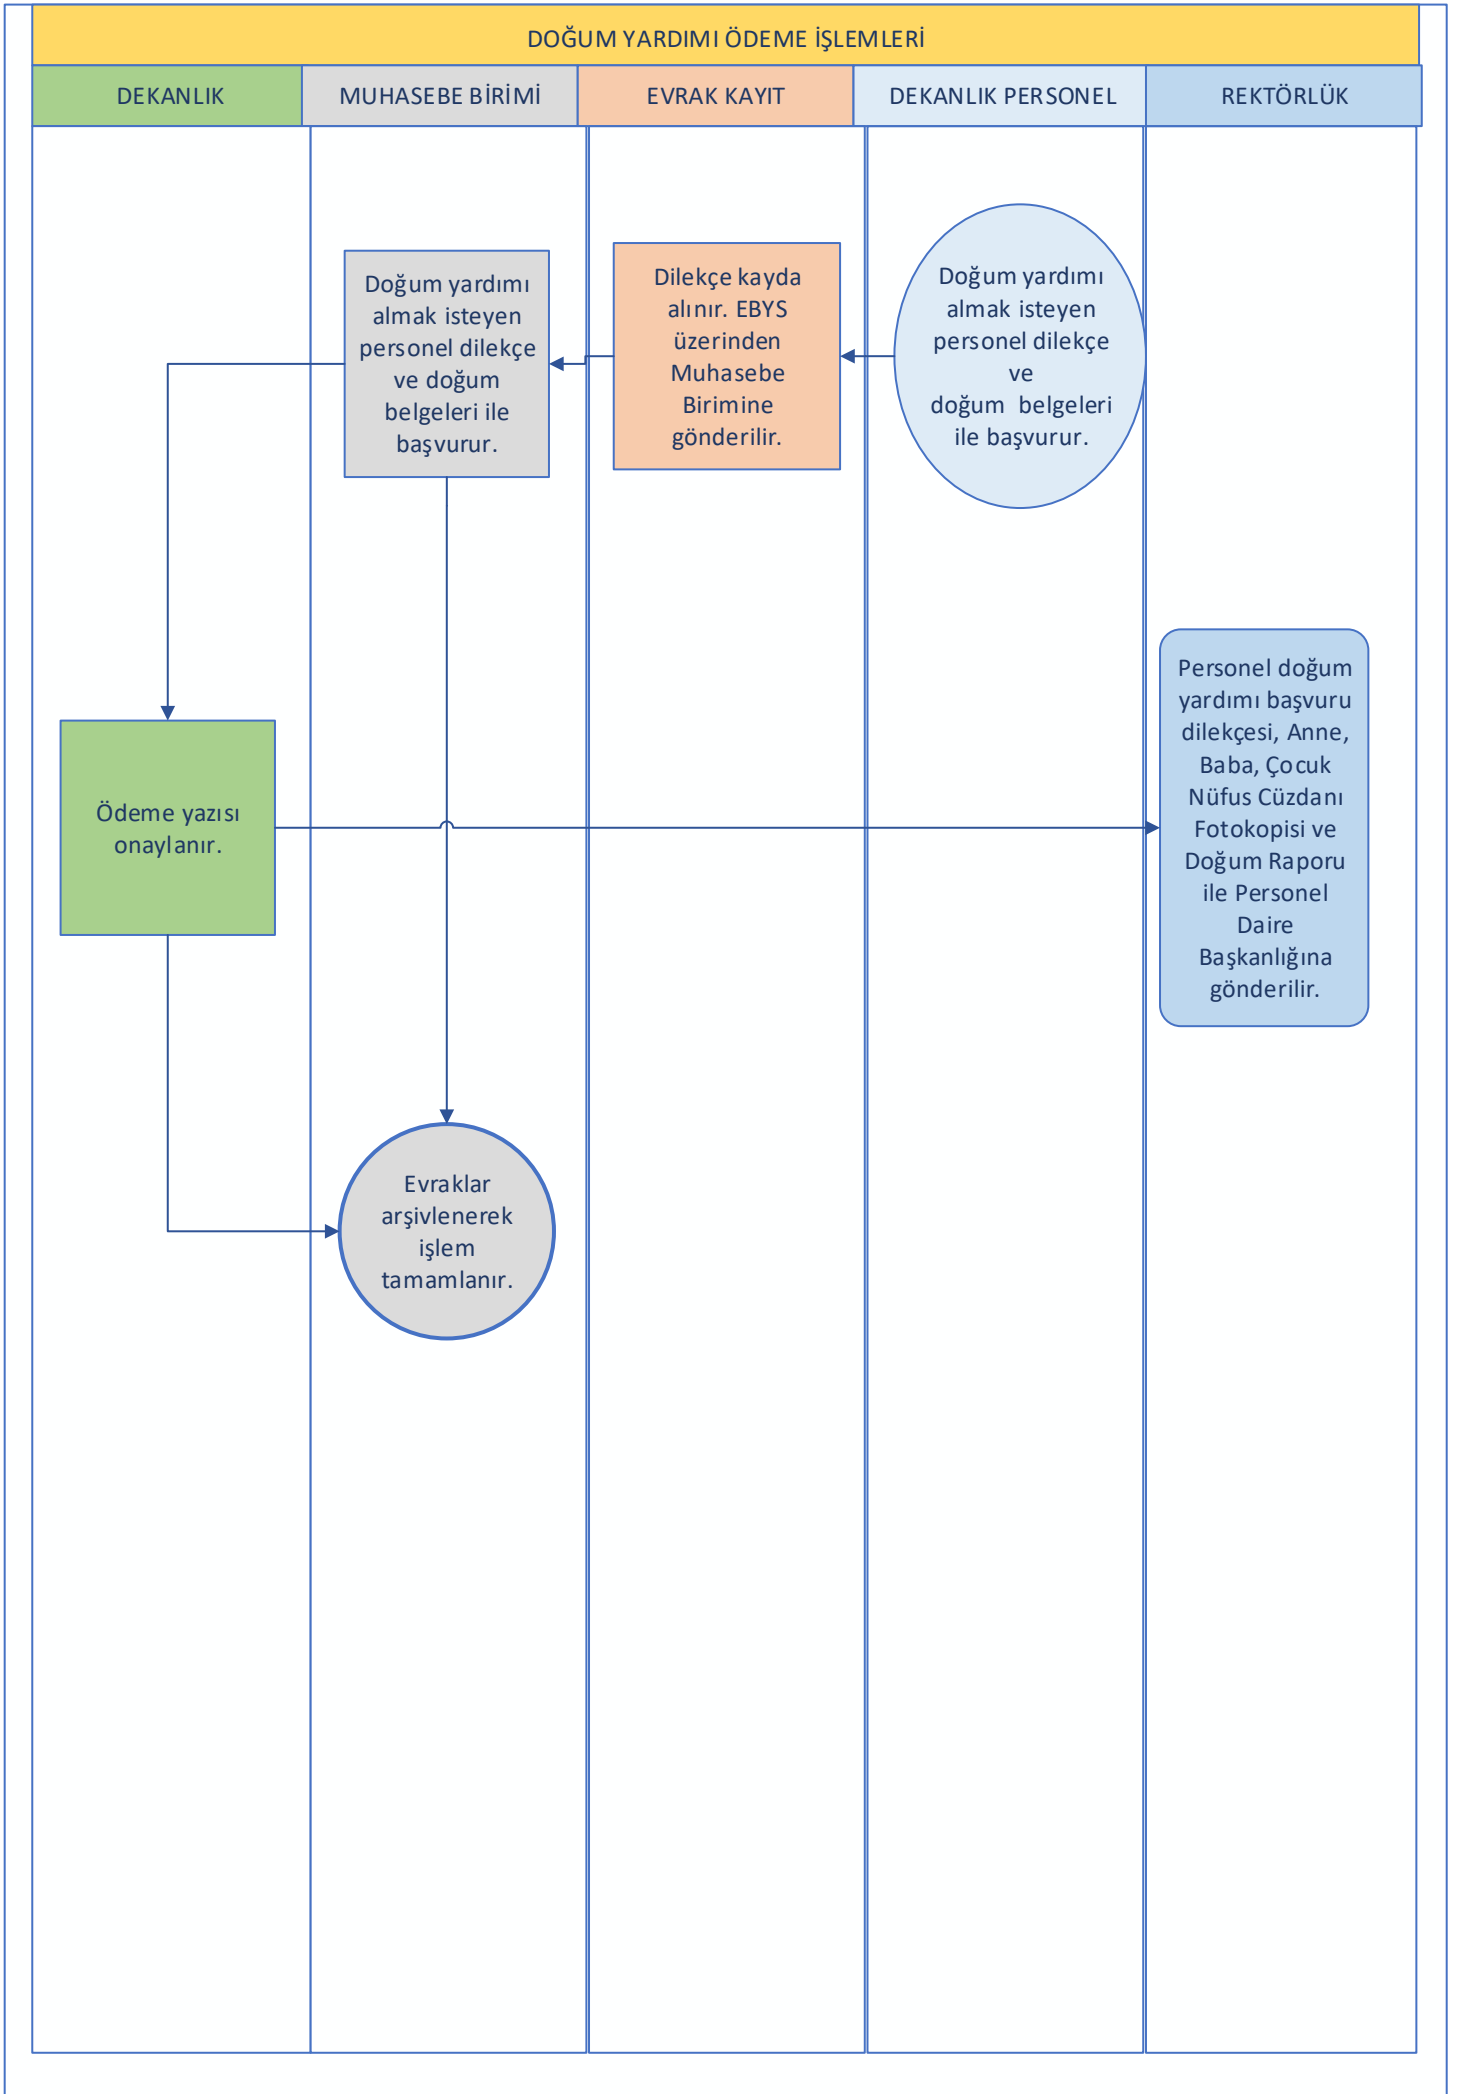 DOĞUM YARDIMI ÖDEME İŞLEMLERİ
DEKANLIK
MUHASEBE BİRİMİ
EVRAK KAYIT
DEKANLIK PERSONEL
REKTÖRLÜK
Doğum yardımı
almak isteyen
personel dilekçe
ve doğum
belgeleri ile
başvurur.
Dilekçe kayda
alınır. EBYS
üzerinden
Muhasebe
Birimine
gönderilir.
Doğum yardımı
almak isteyen
personel dilekçe
ve
doğum belgeleri
ile başvurur.
Ödeme yazısı
onaylanır.
Personel doğum
yardımı başvuru
dilekçesi, Anne,
Baba, Çocuk
Nüfus Cüzdanı
Fotokopisi ve
Doğum Raporu
ile Personel
Daire
Başkanlığına
gönderilir.
Evraklar
arşivlenerek
işlem
tamamlanır.